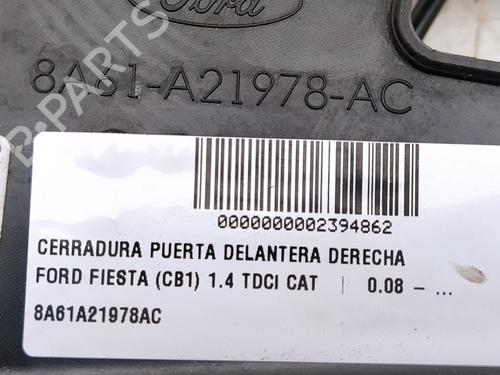 Ford
8A61-A21978-AC
B-PARTS
0000000002394862
CERRADURA PUERTA DELANTERA DERECHA
FORD FIESTA (CB1) 1.4 TDCI CAT | 0.08 - ...
8A61A21978AC